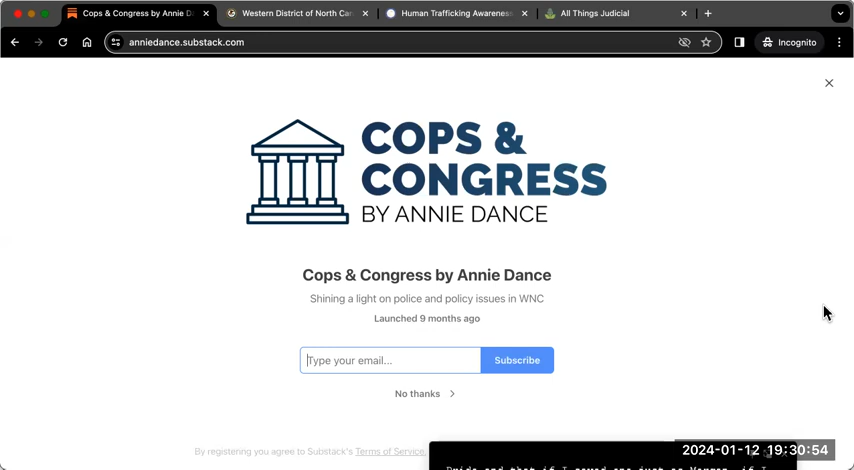 Cops & Congress by Annie D
Western District of North Car
Human Trafficking Awareness
All Things Judicial
anniedance.substack.com
Incognito
COPS &
CONGRESS
BY ANNIE DANCE
Cops & Congress by Annie Dance
Shining a light on police and policy issues in WNC
Launched 9 months ago
Type your email...
Subscribe
No thanks
By registering you agree to Substack's Terms of Service,
2024-01-12 19:30:54